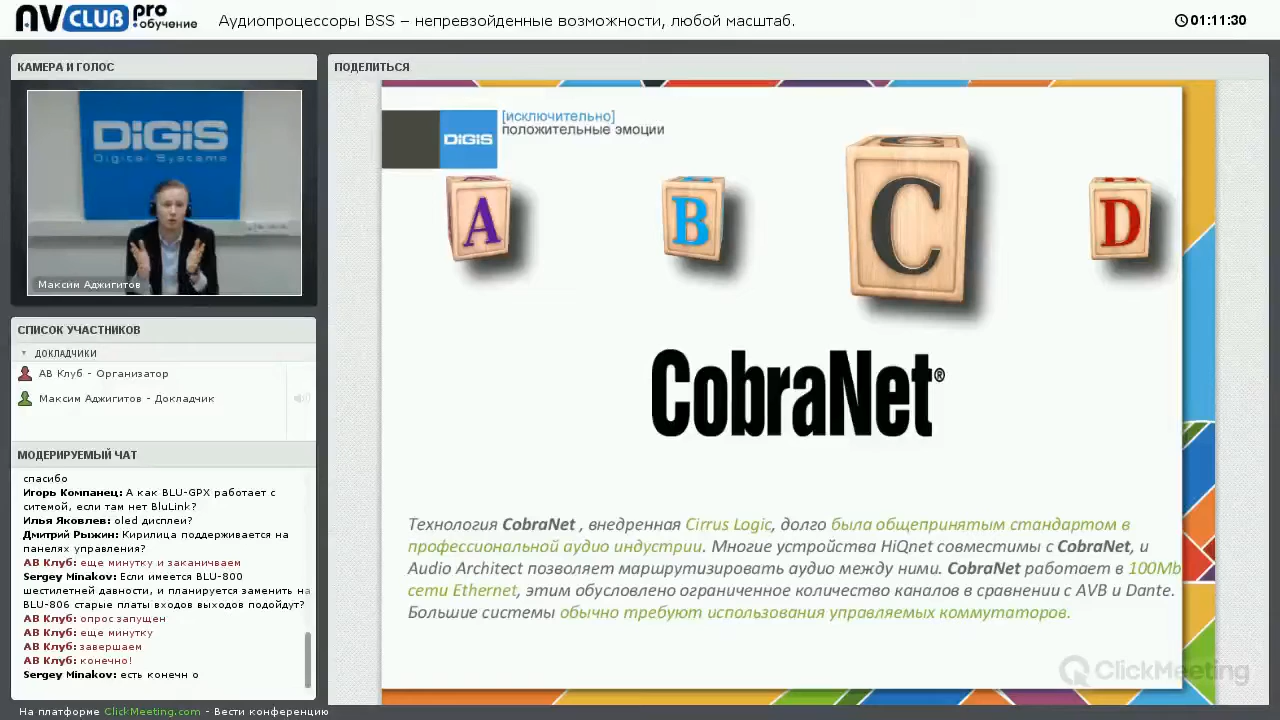 AVCLUB pro
:обучение
Аудиопроцессоры BSS – непревзойденные возможности, любой масштаб.
01:11:30
КАМЕРА И ГОЛОС
DiGiS
Digital Systems
Максим Аджигитов
СПИСОК УЧАСТНИКОВ
ДОКЛАДЧИКИ
АВ Клуб - Организатор
Максим Аджигитов - Докладчик
МОДЕРИРУЕМЫЙ ЧАТ
спасибо
Игорь Компанец: А как BLU-GPX работает с
ситемой, если там нет BluLink?
Илья Яковлев: oled дисплеи?
Дмитрий Рыжин: Кирилица поддерживается на
панелях управления?
АВ Клуб: еще минутку и заканчиваем
Sergey Minakov: Если имеется BLU-800
шестилетней давности, и планируется заменить на
BLU-806 старые платы входов выходов подойдут?
АВ Клуб: опрос запущен
АВ Клуб: еще минутку
АВ Клуб: завершаем
АВ Клуб: конечно!
Sergey Minakov: есть конечн о
ПОДЕЛИТЬСЯ
DiGiS
[исключительно]
положительные эмоции
A B C D
CobraNet®
Технология CobraNet , внедренная Cirrus Logic, долго была общепринятым стандартом в
профессиональной аудио индустрии. Многие устройства HiQnet совместимы с CobraNet, и
Audio Architect позволяет маршрутизировать аудио между ними. CobraNet работает в 100Mb
сети Ethernet, этим обусловлено ограниченное количество каналов в сравнении с AVB и Dante.
Большие системы обычно требуют использования управляемых коммутаторов.
ClickMeeting
На платформе ClickMeeting.com - Вести конференцию